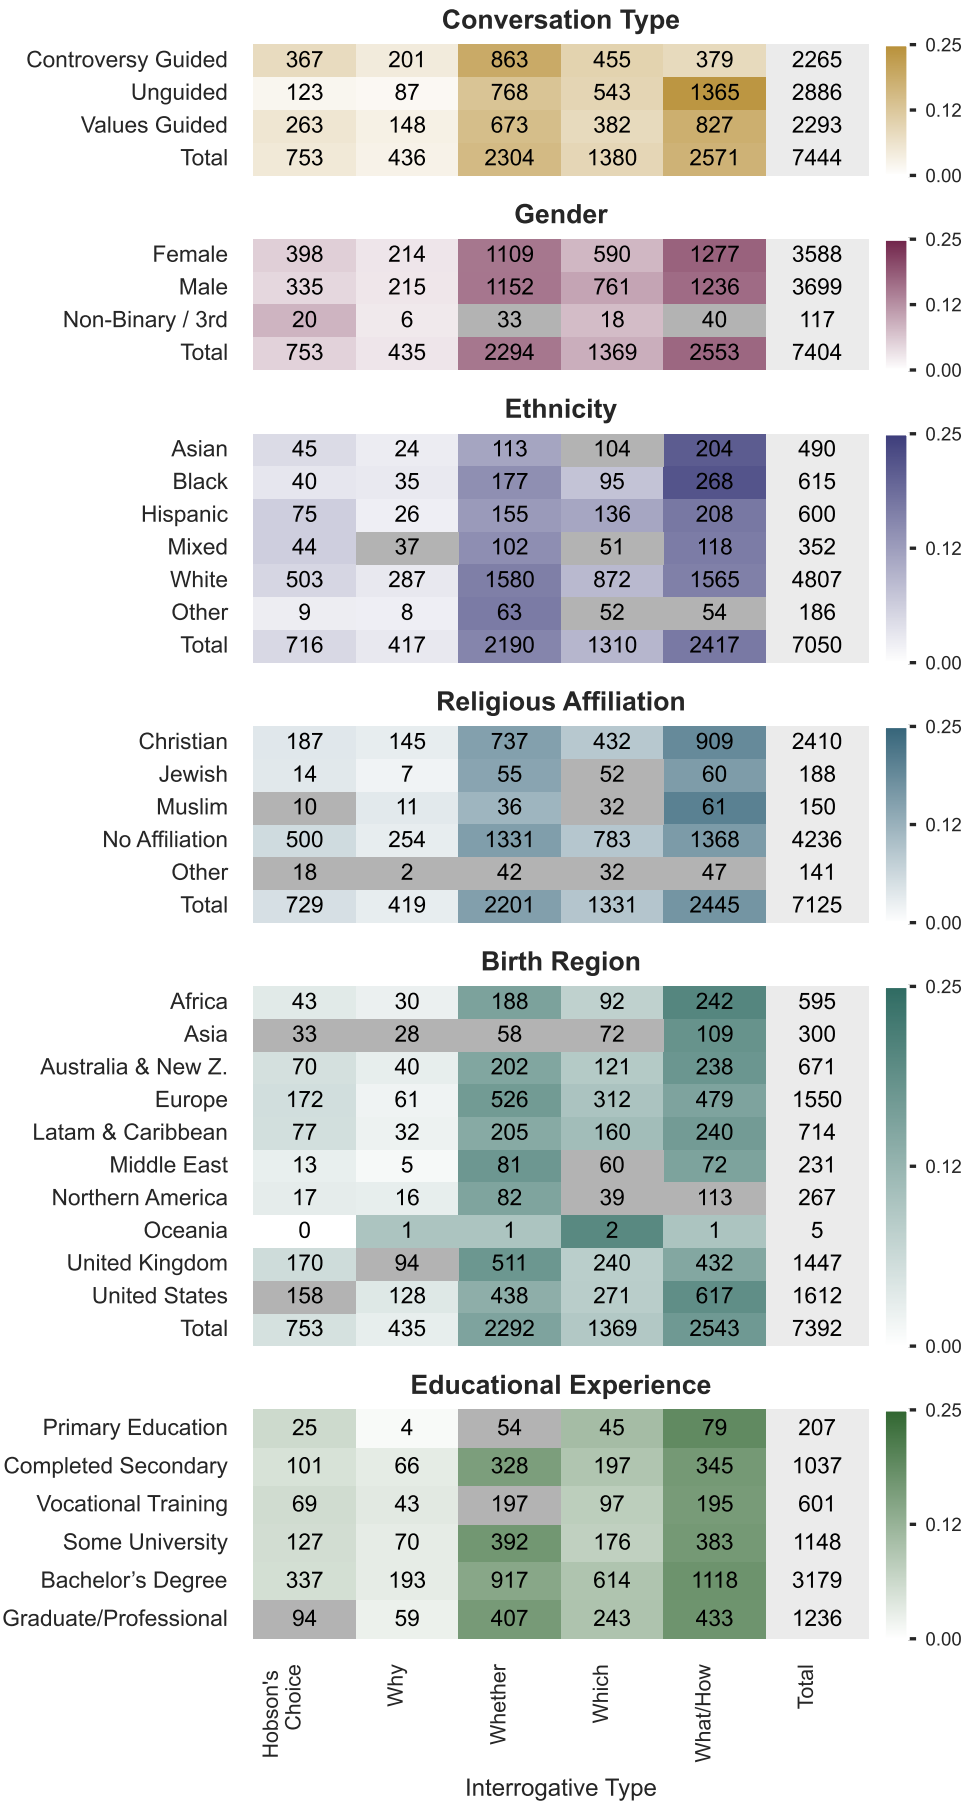 Conversation Type
Controversy Guided 367 201 863 455 379 2265
Unguided 123 87 768 543 1365 2886
Values Guided 263 148 673 382 827 2293
Total 753 436 2304 1380 2571 7444
0.25
0.12
0.00
Gender
Female 398 214 1109 590 1277 3588
Male 335 215 1152 761 1236 3699
Non-Binary / 3rd 20 6 33 18 40 117
Total 753 435 2294 1369 2553 7404
0.25
0.12
0.00
Ethnicity
Asian 45 24 113 104 204 490
Black 40 35 177 95 268 615
Hispanic 75 26 155 136 208 600
Mixed 44 37 102 51 118 352
White 503 287 1580 872 1565 4807
Other 9 8 63 52 54 186
Total 716 417 2190 1310 2417 7050
0.25
0.12
0.00
Religious Affiliation
Christian 187 145 737 432 909 2410
Jewish 14 7 55 52 60 188
Muslim 10 11 36 32 61 150
No Affiliation 500 254 1331 783 1368 4236
Other 18 2 42 32 47 141
Total 729 419 2201 1331 2445 7125
0.25
0.12
0.00
Birth Region
Africa 43 30 188 92 242 595
Asia 33 28 58 72 109 300
Australia & New Z. 70 40 202 121 238 671
Europe 172 61 526 312 479 1550
Latam & Caribbean 77 32 205 160 240 714
Middle East 13 5 81 60 72 231
Northern America 17 16 82 39 113 267
Oceania 0 1 1 2 1 5
United Kingdom 170 94 511 240 432 1447
United States 158 128 438 271 617 1612
Total 753 435 2292 1369 2543 7392
0.25
0.12
0.00
Educational Experience
Primary Education 25 4 54 45 79 207
Completed Secondary 101 66 328 197 345 1037
Vocational Training 69 43 197 97 195 601
Some University 127 70 392 176 383 1148
Bachelor’s Degree 337 193 917 614 1118 3179
Graduate/Professional 94 59 407 243 433 1236
0.25
0.12
0.00
Hobson's
Choice
Why
Whether
Which
What/How
Total
Interrogative Type